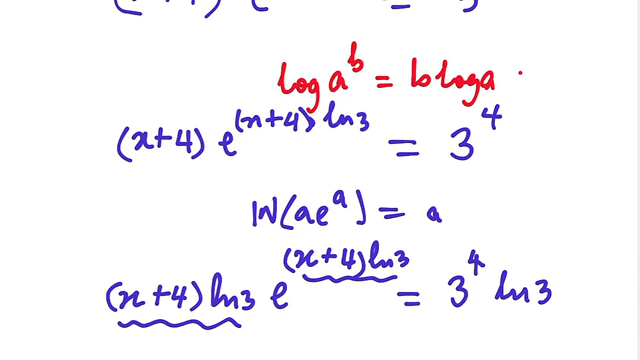 log a^b = b log a
(x+4) e^((x+4) ln3) = 3^4
W(ae^a) = a
(x+4) ln3 e^((x+4) ln3) = 3^4 ln3